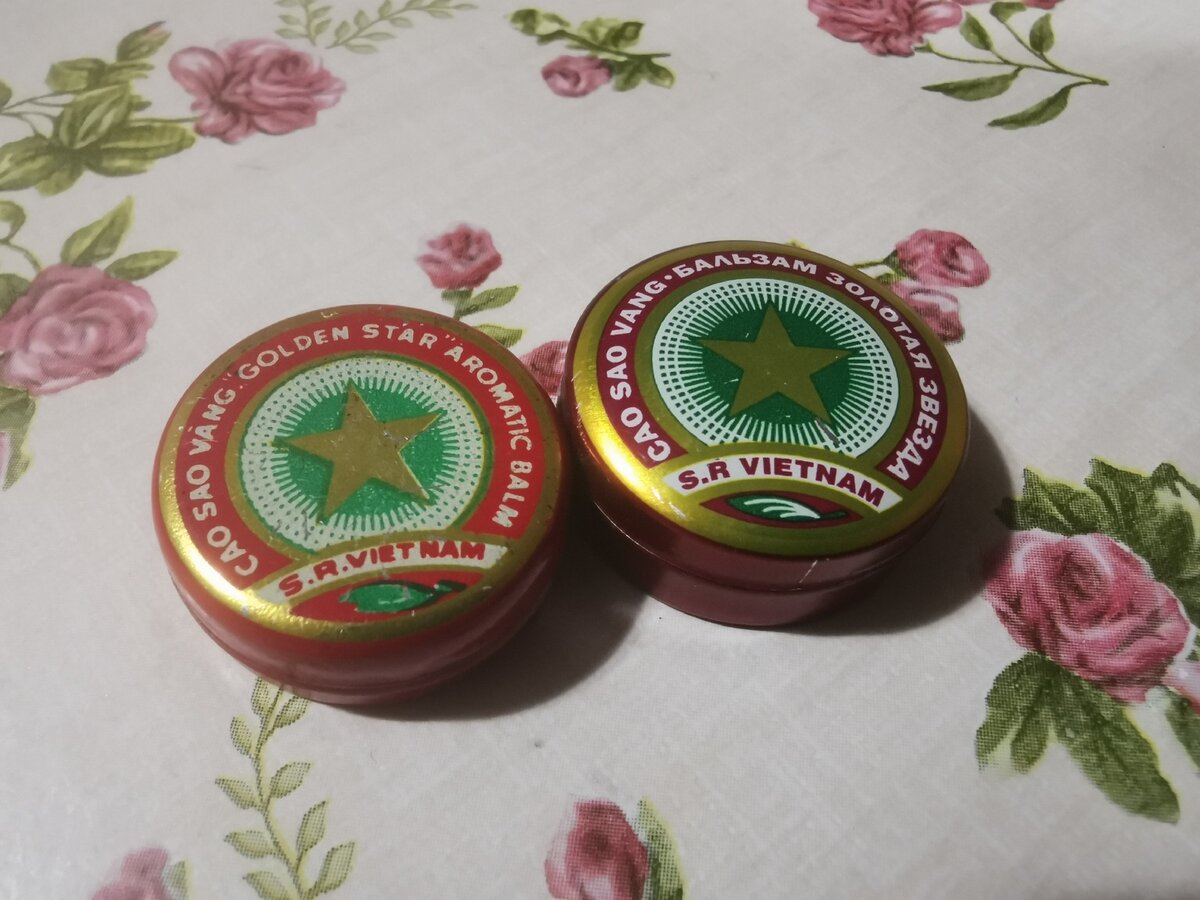 CAO SAO VÀNG."GOLDEN STAR" AROMATIC BALM
S.R.VIETNAM
CAO SAO VANG·БАЛЬЗАМ ЗОЛОТАЯ ЗВЕЗДА
S.R VIETNAM